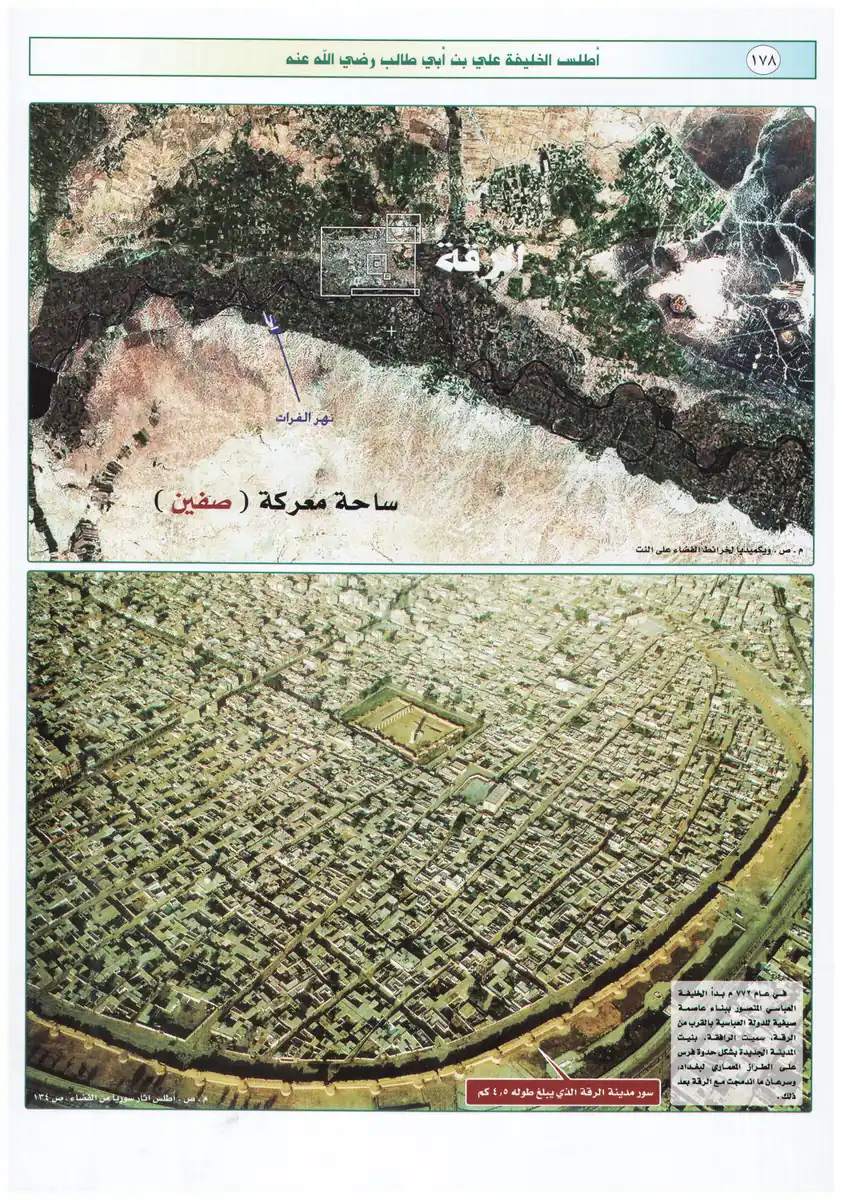 ١٧٨
أطلس الخليفة علي بن أبي طالب رضي الله عنه
الرقة
نهر الفرات
ساحة معركة ( صفين )
م . ص . ويكميديا لخرائط الفضاء على النت
في عام ٧٧٢ م بدأ الخليفة
العباسي المنصور ببناء عاصمة
صيفية للدولة العباسية بالقرب من
الرقة، سميت الرافقة، بنيت
المدينة الجديدة بشكل حدوة فرس
على الطراز المعماري لبغداد،
وسرعان ما اندمجت مع الرقة بعد
ذلك .
سور مدينة الرقة الذي يبلغ طوله ٤,٥ كم
م . ص . أطلس آثار سوريا من الفضاء ، ص ١٣٤